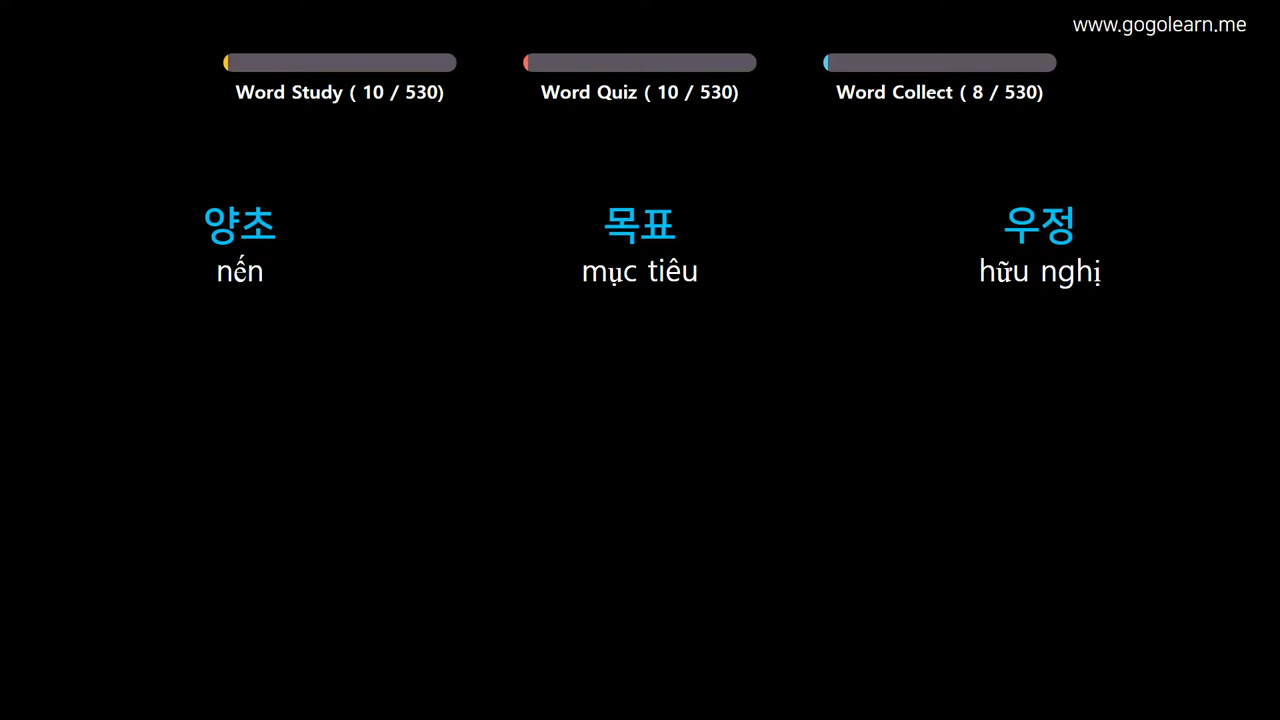 www.gogolearn.me
Word Study ( 10 / 530)
Word Quiz ( 10 / 530)
Word Collect ( 8 / 530)
양초
목표
우정
nến
mục tiêu
hữu nghị